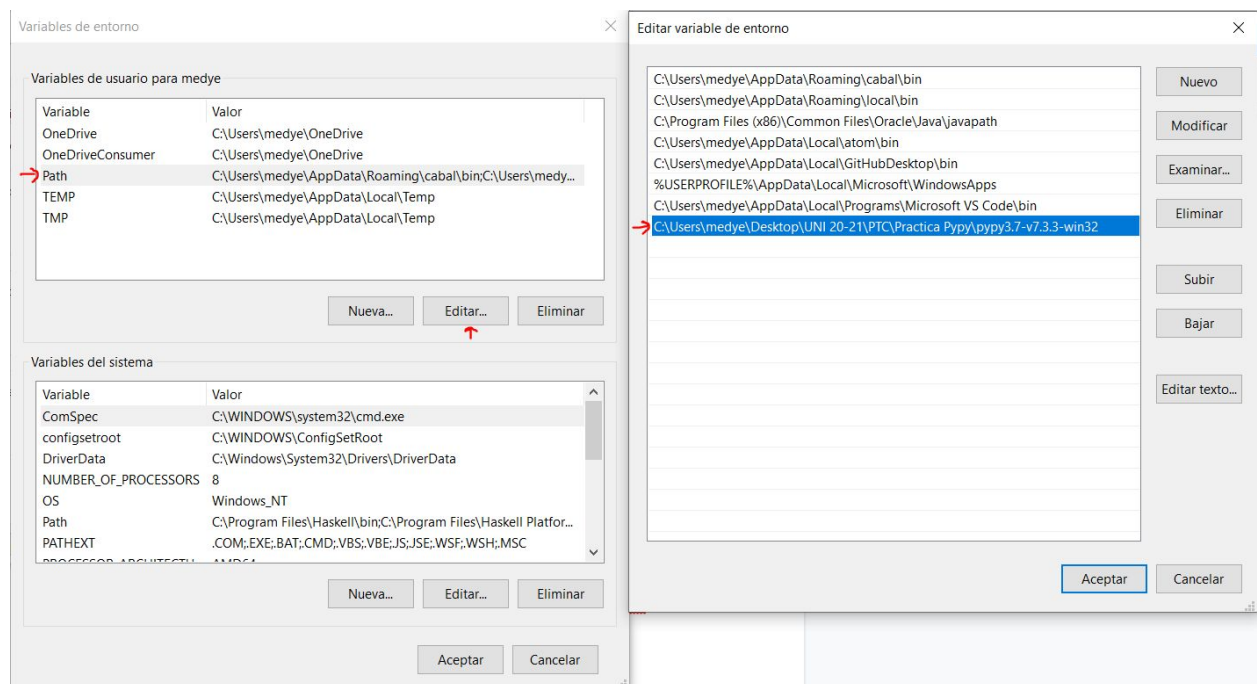 Variables de entorno
Variables de usuario para medye
Variable Valor
OneDrive C:\Users\medye\OneDrive
OneDriveConsumer C:\Users\medye\OneDrive
Path C:\Users\medye\AppData\Roaming\cabal\bin;C:\Users\medy...
TEMP C:\Users\medye\AppData\Local\Temp
TMP C:\Users\medye\AppData\Local\Temp
Nueva... Editar... Eliminar
Variables del sistema
Variable Valor
ComSpec C:\WINDOWS\system32\cmd.exe
configsetroot C:\WINDOWS\ConfigSetRoot
DriverData C:\Windows\System32\Drivers\DriverData
NUMBER_OF_PROCESSORS 8
OS Windows_NT
Path C:\Program Files\Haskell\bin;C:\Program Files\Haskell Platfor...
PATHEXT .COM;.EXE;.BAT;.CMD;.VBS;.VBE;.JS;.JSE;.WSF;.WSH;.MSC
Nueva... Editar... Eliminar
Aceptar Cancelar
Editar variable de entorno
C:\Users\medye\AppData\Roaming\cabal\bin
C:\Users\medye\AppData\Roaming\local\bin
C:\Program Files (x86)\Common Files\Oracle\Java\javapath
C:\Users\medye\AppData\Local\atom\bin
C:\Users\medye\AppData\Local\GitHubDesktop\bin
%USERPROFILE%\AppData\Local\Microsoft\WindowsApps
C:\Users\medye\AppData\Local\Programs\Microsoft VS Code\bin
C:\Users\medye\Desktop\UNI 20-21\PTC\Practica Pypy\pypy3.7-v7.3.3-win32
Nuevo
Modificar
Examinar...
Eliminar
Subir
Bajar
Editar texto...
Aceptar Cancelar